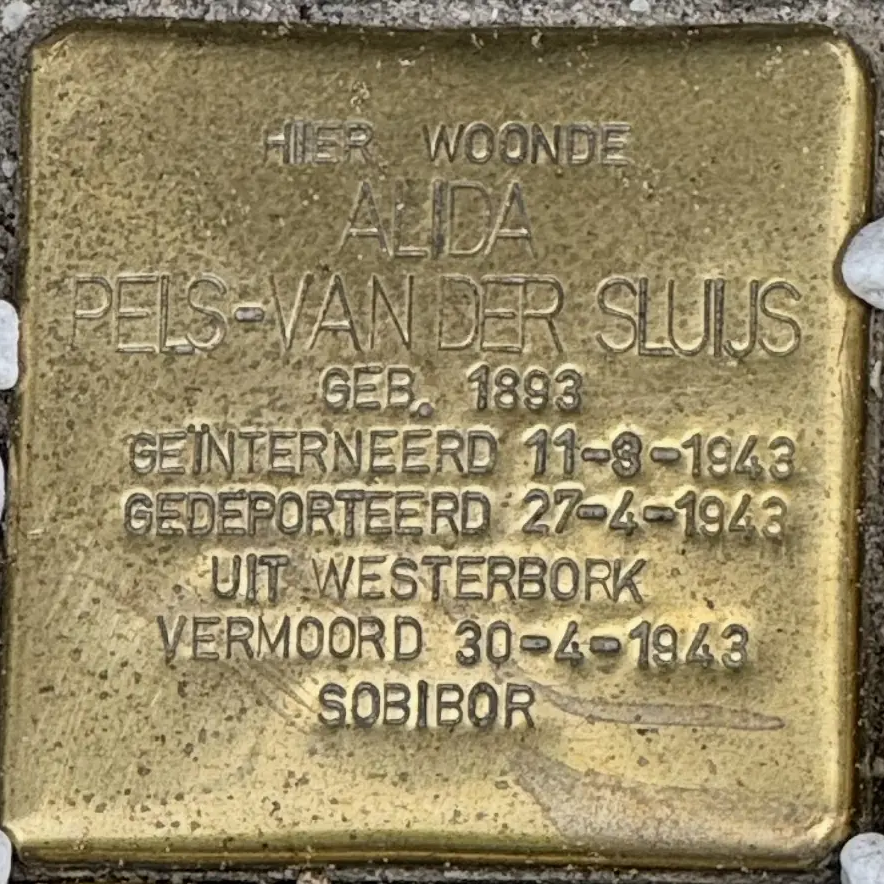 HIER WOONDE
ALIDA
PELS-VAN DER SLUIJS
GEB. 1893
GEÏNTERNEERD 11-3-1943
GEDEPORTEERD 27-4-1943
UIT WESTERBORK
VERMOORD 30-4-1943
SOBIBOR